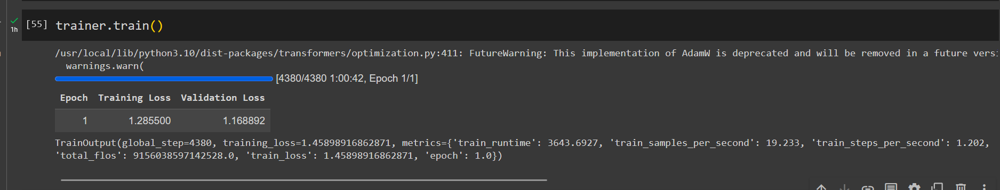 [55] trainer.train()
1h
/usr/local/lib/python3.10/dist-packages/transformers/optimization.py:411: FutureWarning: This implementation of AdamW is deprecated and will be removed in a future vers
warnings.warn(
[4380/4380 1:00:42, Epoch 1/1]
Epoch Training Loss Validation Loss
1 1.285500 1.168892
TrainOutput(global_step=4380, training_loss=1.45898916862871, metrics={'train_runtime': 3643.6927, 'train_samples_per_second': 19.233, 'train_steps_per_second': 1.202,
'total_flos': 9156038597142528.0, 'train_loss': 1.45898916862871, 'epoch': 1.0})